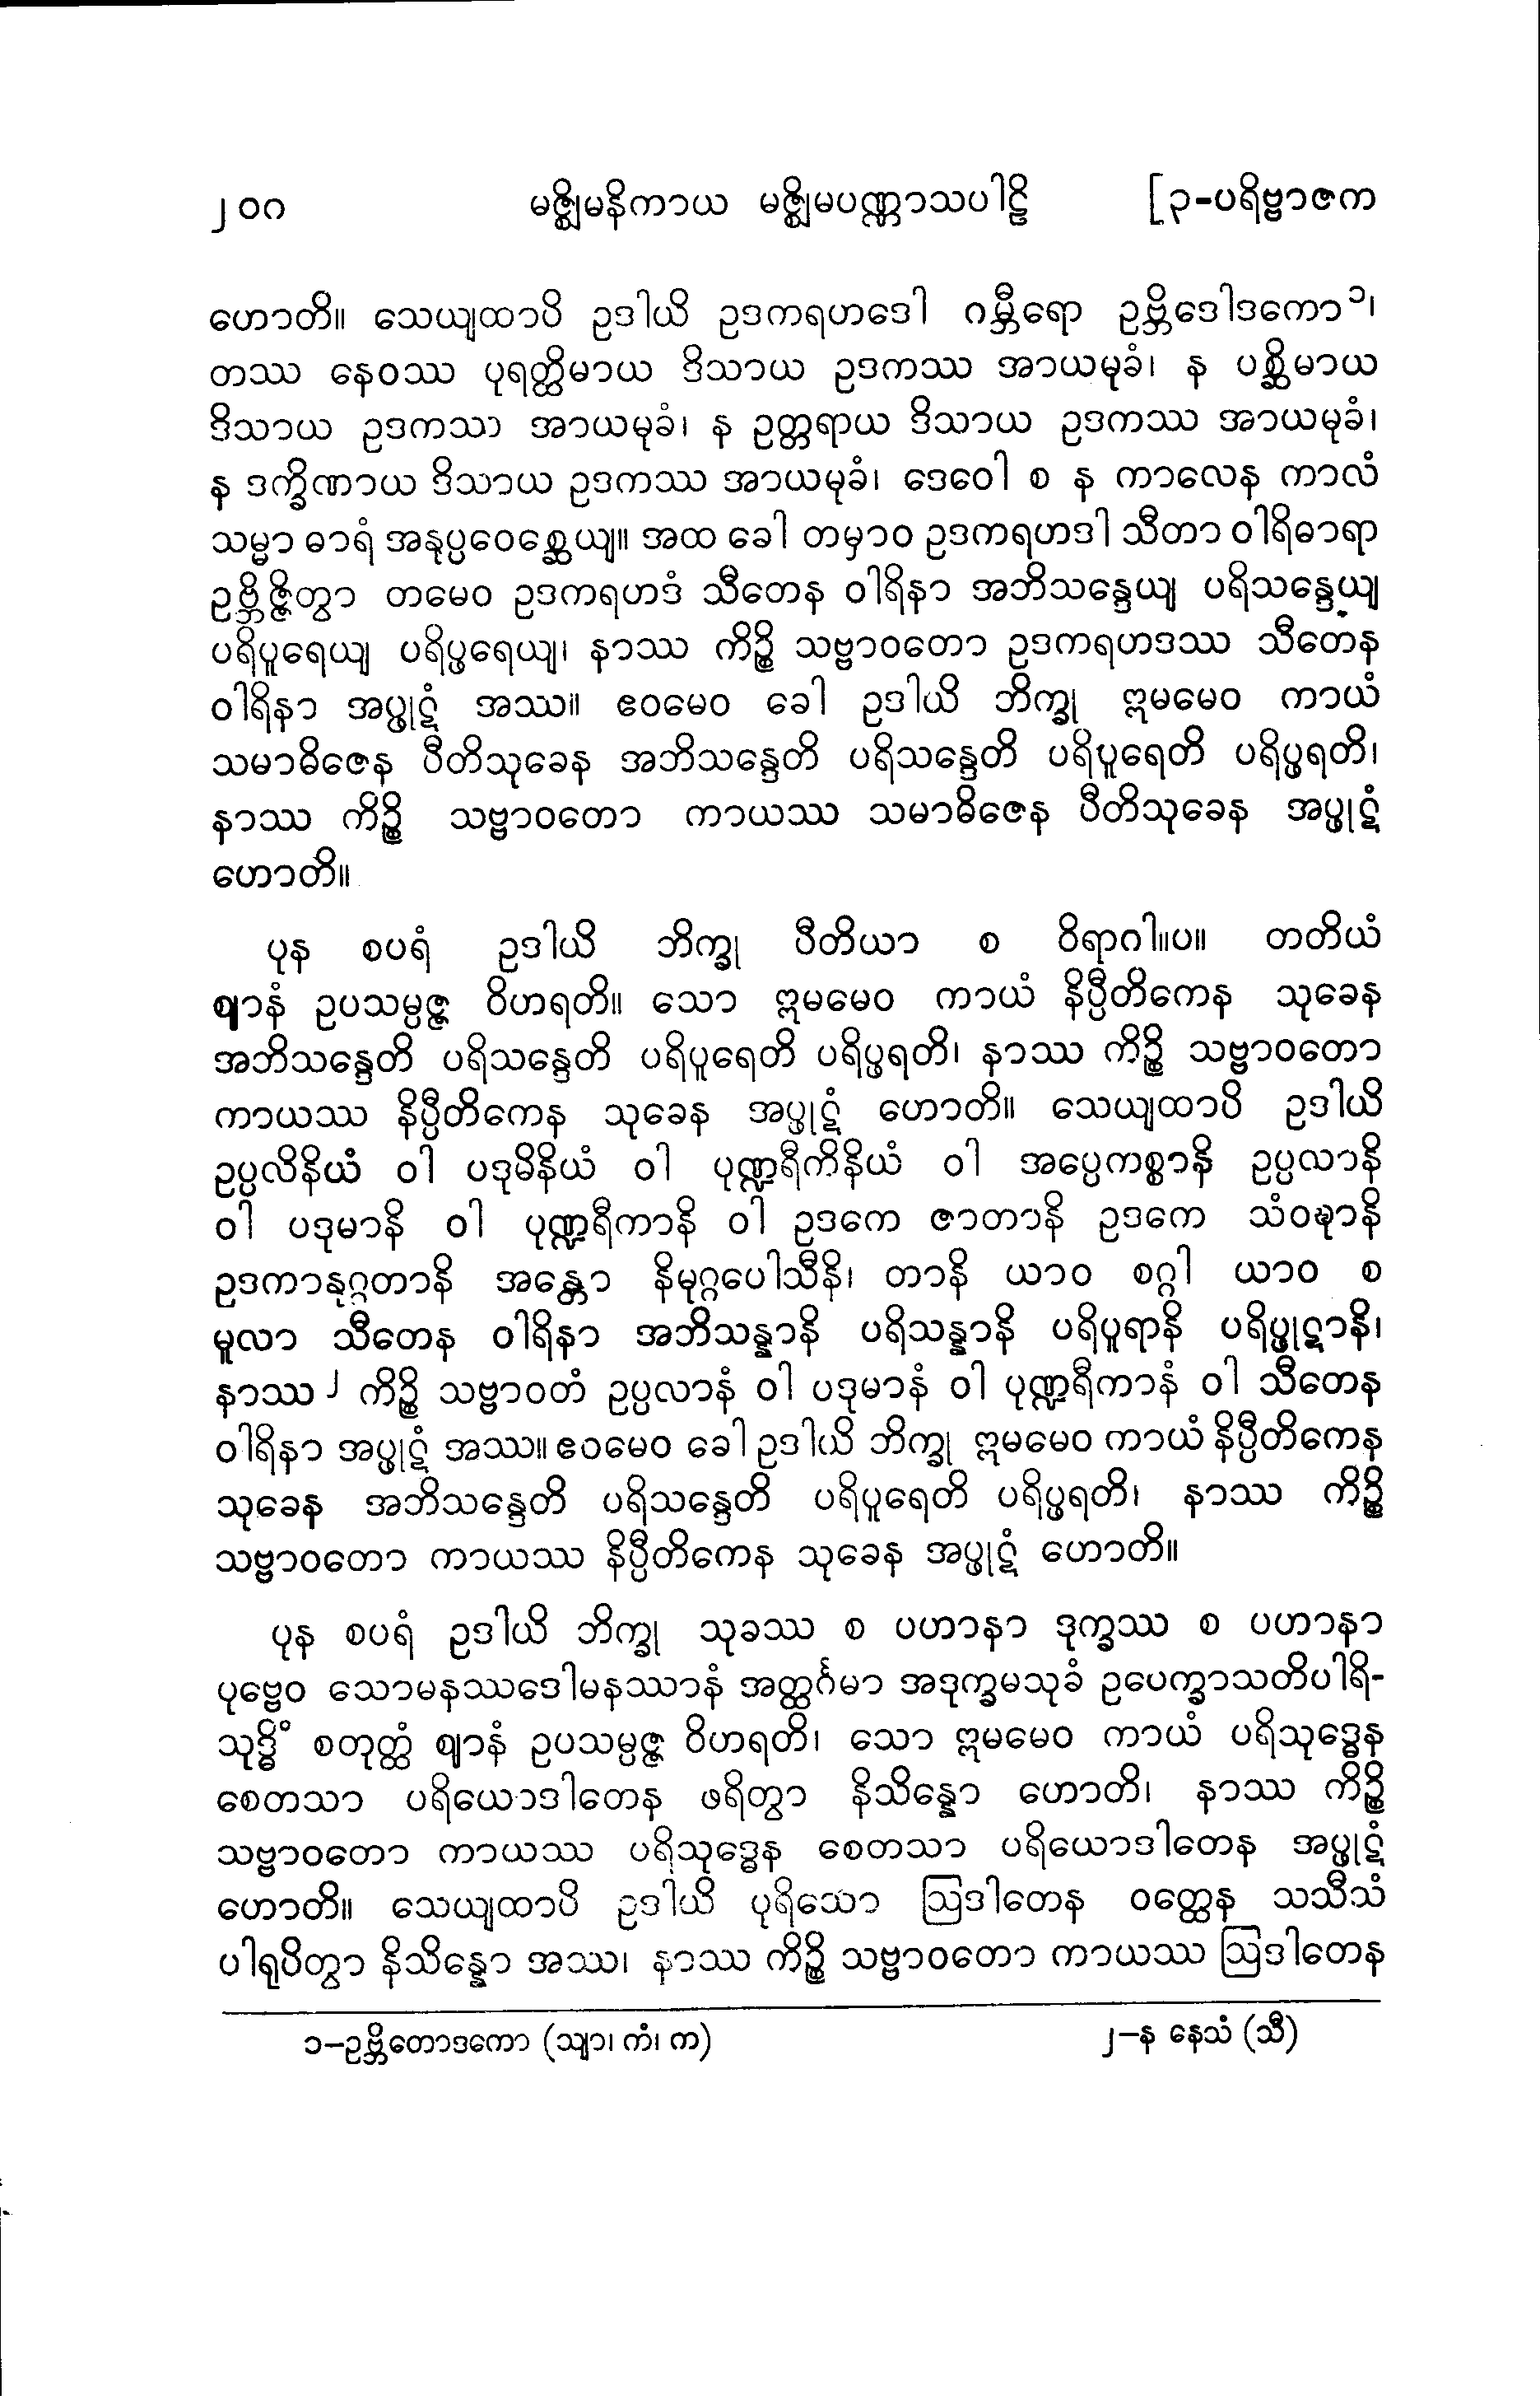 ၂၀၈ မဇ္ဈိမနိကာယ မဇ္ဈိမပဏ္ဏာသပါဠိ [၃-ပရိဗ္ဗာဇက
ဟောတိ။ သေယျထာပိ ဥဒါယိ ဥဒကရဟဒေါ ဂမ္ဘီရော ဥဗ္ဘိဒေါဒကော၁၊
တဿ နေဝဿ ပုရတ္ထိမာယ ဒိသာယ ဥဒကဿ အာယမုခံ၊ န ပစ္ဆိမာယ
ဒိသာယ ဥဒကဿ အာယမုခံ၊ န ဥတ္တရာယ ဒိသာယ ဥဒကဿ အာယမုခံ၊
န ဒက္ခိဏာယ ဒိသာယ ဥဒကဿ အာယမုခံ၊ ဒေဝေါ စ န ကာလေန ကာလံ
သမ္မာ ဓာရံ အနုပ္ပဝေစ္ဆေယျ။ အထ ခေါ တမှာဝ ဥဒကရဟဒါ သီတာ ဝါရိဓာရာ
ဥဗ္ဘိဇ္ဇိတွာ တမေဝ ဥဒကရဟဒံ သီတေန ဝါရိနာ အဘိသန္ဒေယျ ပရိသန္ဒေယျ
ပရိပူရေယျ ပရိပ္ဖရေယျ၊ နာဿ ကိဉ္စိ သဗ္ဗာဝတော ဥဒကရဟဒဿ သီတေန
ဝါရိနာ အပ္ဖုဋံ အဿ။ ဧဝမေဝ ခေါ ဥဒါယိ ဘိက္ခု ဣမမေဝ ကာယံ
သမာဓိဇေန ပီတိသုခေန အဘိသန္ဒေတိ ပရိသန္ဒေတိ ပရိပူရေတိ ပရိပ္ဖရတိ၊
နာဿ ကိဉ္စိ သဗ္ဗာဝတော ကာယဿ သမာဓိဇေန ပီတိသုခေန အပ္ဖုဋံ
ဟောတိ။
ပုန စပရံ ဥဒါယိ ဘိက္ခု ပီတိယာ စ ဝိရာဂါ။ပ။ တတိယံ
ဈာနံ ဥပသမ္ပဇ္ဇ ဝိဟရတိ။ သော ဣမမေဝ ကာယံ နိပ္ပီတိကေန သုခေန
အဘိသန္ဒေတိ ပရိသန္ဒေတိ ပရိပူရေတိ ပရိပ္ဖရတိ၊ နာဿ ကိဉ္စိ သဗ္ဗာဝတော
ကာယဿ နိပ္ပီတိကေန သုခေန အပ္ဖုဋံ ဟောတိ။ သေယျထာပိ ဥဒါယိ
ဥပ္ပလိနိယံ ဝါ ပဒုမိနိယံ ဝါ ပုဏ္ဍရီကိနိယံ ဝါ အပ္ပေကစ္စာနိ ဥပ္ပလာနိ
ဝါ ပဒုမာနိ ဝါ ပုဏ္ဍရီကာနိ ဝါ ဥဒကေ ဇာတာနိ ဥဒကေ သံဝဍ္ဎာနိ
ဥဒကာနုဂ္ဂတာနိ အန္တော နိမုဂ္ဂပေါသီနိ၊ တာနိ ယာဝ စဂ္ဂါ ယာဝ စ
မူလာ သီတေန ဝါရိနာ အဘိသန္နာနိ ပရိသန္နာနိ ပရိပူရာနိ ပရိပ္ဖုဋာနိ၊
နာဿ၂ ကိဉ္စိ သဗ္ဗာဝတံ ဥပ္ပလာနံ ဝါ ပဒုမာနံ ဝါ ပုဏ္ဍရီကာနံ ဝါ သီတေန
ဝါရိနာ အပ္ဖုဋံ အဿ။ ဧဝမေဝ ခေါ ဥဒါယိ ဘိက္ခု ဣမမေဝ ကာယံ နိပ္ပီတိကေန
သုခေန အဘိသန္ဒေတိ ပရိသန္ဒေတိ ပရိပူရေတိ ပရိပ္ဖရတိ၊ နာဿ ကိဉ္စိ
သဗ္ဗာဝတော ကာယဿ နိပ္ပီတိကေန သုခေန အပ္ဖုဋံ ဟောတိ။
ပုန စပရံ ဥဒါယိ ဘိက္ခု သုခဿ စ ပဟာနာ ဒုက္ခဿ စ ပဟာနာ
ပုဗ္ဗေဝ သောမနဿဒေါမနဿာနံ အတ္ထင်္ဂမာ အဒုက္ခမသုခံ ဥပေက္ခာသတိပါရိ-
သုဒ္ဓိံ စတုတ္ထံ ဈာနံ ဥပသမ္ပဇ္ဇ ဝိဟရတိ၊ သော ဣမမေဝ ကာယံ ပရိသုဒ္ဓေန
စေတသာ ပရိယောဒါတေန ဖရိတွာ နိသိန္နော ဟောတိ၊ နာဿ ကိဉ္စိ
သဗ္ဗာဝတော ကာယဿ ပရိသုဒ္ဓေန စေတသာ ပရိယောဒါတေန အပ္ဖုဋံ
ဟောတိ။ သေယျထာပိ ဥဒါယိ ပုရိသော ဩဒါတေန ဝတ္ထေန သသီသံ
ပါရုပိတွာ နိသိန္နော အဿ၊ နာဿ ကိဉ္စိ သဗ္ဗာဝတော ကာယဿ ဩဒါတေန
၁-ဥဗ္ဘိတောဒကော (သျာ၊ ကံ၊ က) ၂-န နေသံ (သီ)